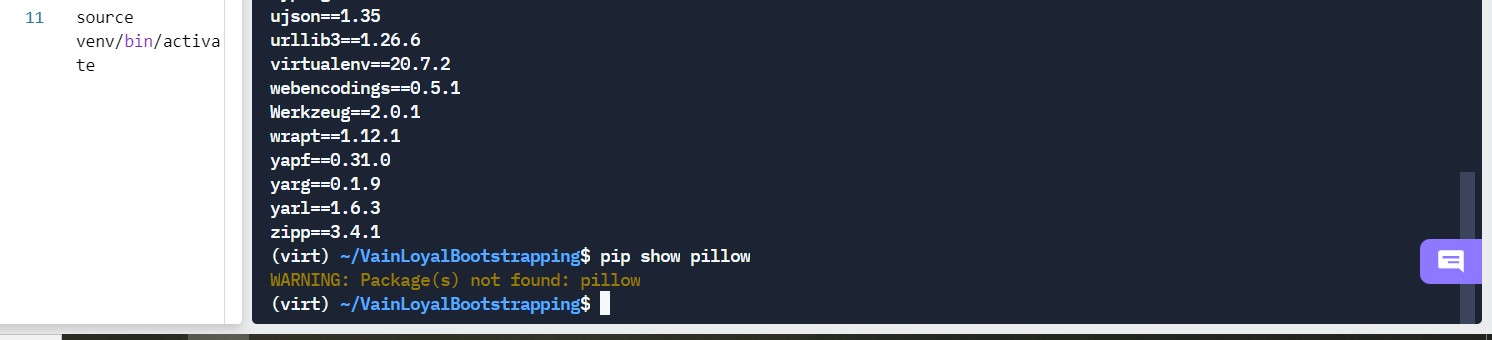 11 source
venv/bin/activa
te
ujson==1.35
urllib3==1.26.6
virtualenv==20.7.2
webencodings==0.5.1
Werkzeug==2.0.1
wrapt==1.12.1
yapf==0.31.0
yarg==0.1.9
yarl==1.6.3
zipp==3.4.1
(virt) ~/VainLoyalBootstrapping$ pip show pillow
WARNING: Package(s) not found: pillow
(virt) ~/VainLoyalBootstrapping$